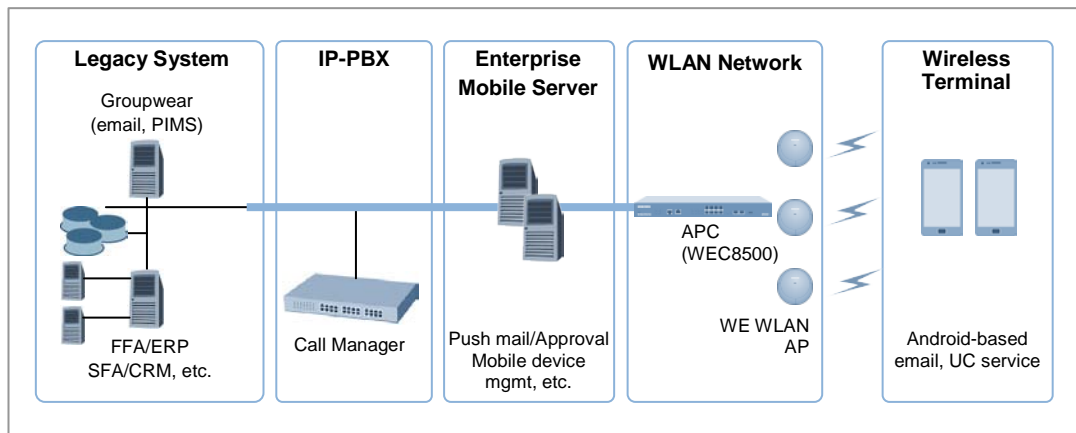 Legacy System
Groupwear
(email, PIMS)
FFA/ERP
SFA/CRM, etc.
IP-PBX
Call Manager
Enterprise
Mobile Server
Push mail/Approval
Mobile device
mgmt, etc.
WLAN Network
APC
(WEC8500)
WE WLAN
AP
Wireless
Terminal
Android-based
email, UC service